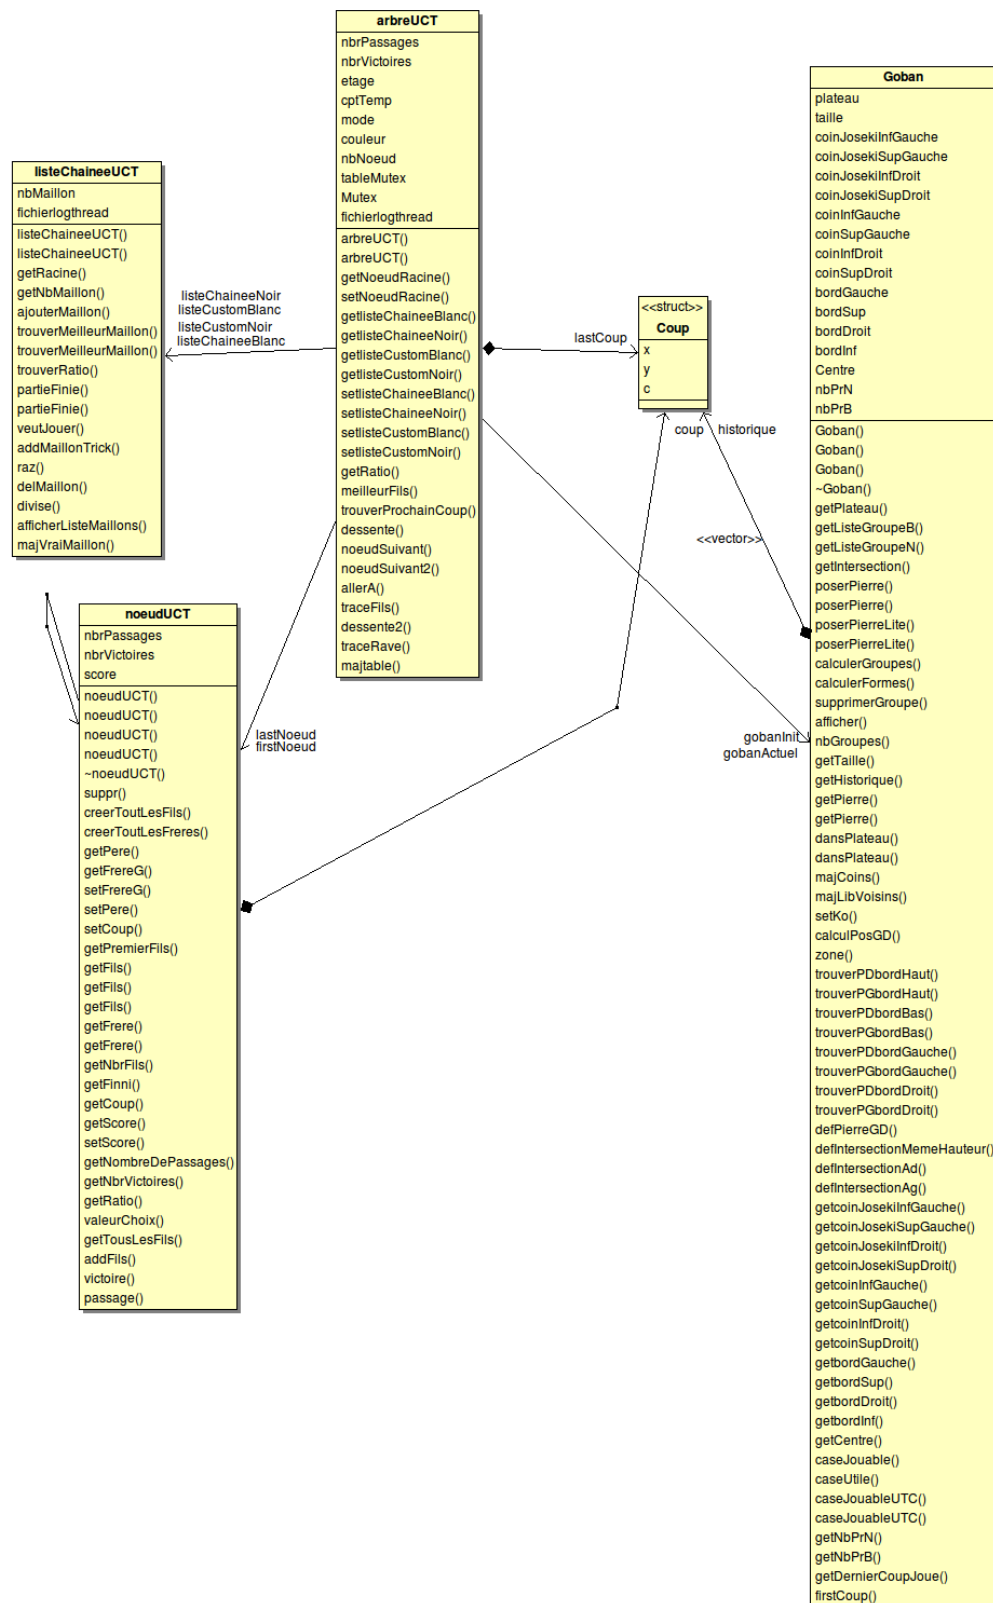 arbreUCT
nbrPassages
nbrVictoires
etage
cptTemp
mode
couleur
nbNoeud
tableMutex
Mutex
fichierlogthread
arbreUCT()
arbreUCT()
getNoeudRacine()
setNoeudRacine()
getlisteChaineeBlanc()
getlisteChaineeNoir()
getlisteCustomBlanc()
getlisteCustomNoir()
setlisteChaineeBlanc()
setlisteChaineeNoir()
setlisteCustomBlanc()
setlisteCustomNoir()
getRatio()
meilleurFils()
trouverProchainCoup()
dessente()
noeudSuivant()
noeudSuivant2()
allerA()
traceFils()
dessente2()
traceRave()
majtable()
listeChaineeUCT
nbMaillon
fichierlogthread
listeChaineeUCT()
listeChaineeUCT()
getRacine()
getNbMaillon()
ajouterMaillon()
trouverMeilleurMaillon()
trouverMeilleurMaillon()
trouverRatio()
partieFinie()
partieFinie()
veutJouer()
addMaillonTrick()
raz()
delMaillon()
divise()
afficherListeMaillons()
majVraiMaillon()
listeChaineeNoir
listeCustomBlanc
listeCustomNoir
listeChaineeBlanc
lastCoup
<<struct>>
Coup
x
y
c
coup
historique
<<vector>>
gobanInit
gobanActuel
lastNoeud
firstNoeud
noeudUCT
nbrPassages
nbrVictoires
score
noeudUCT()
noeudUCT()
noeudUCT()
noeudUCT()
~noeudUCT()
suppr()
creerToutLesFils()
creerToutLesFreres()
getPere()
getFrereG()
setFrereG()
setPere()
setCoup()
getPremierFils()
getFils()
getFils()
getFils()
getFrere()
getFrere()
getNbrFils()
getFinni()
getCoup()
getScore()
setScore()
getNombreDePassages()
getNbrVictoires()
getRatio()
valeurChoix()
getTousLesFils()
addFils()
victoire()
passage()
Goban
plateau
taille
coinJosekiInfGauche
coinJosekiSupGauche
coinJosekiInfDroit
coinJosekiSupDroit
coinInfGauche
coinSupGauche
coinInfDroit
coinSupDroit
bordGauche
bordSup
bordDroit
bordInf
Centre
nbPrN
nbPrB
Goban()
Goban()
Goban()
~Goban()
getPlateau()
getListeGroupeB()
getListeGroupeN()
getIntersection()
poserPierre()
poserPierre()
poserPierreLite()
poserPierreLite()
calculerGroupes()
calculerFormes()
supprimerGroupe()
afficher()
nbGroupes()
getTaille()
getHistorique()
getPierre()
getPierre()
dansPlateau()
dansPlateau()
majCoins()
majLibVoisins()
setKo()
calculPosGD()
zone()
trouverPDbordHaut()
trouverPGbordHaut()
trouverPDbordBas()
trouverPGbordBas()
trouverPDbordGauche()
trouverPGbordGauche()
trouverPDbordDroit()
trouverPGbordDroit()
defPierreGD()
defIntersectionMemeHauteur()
defIntersectionAd()
defIntersectionAg()
getcoinJosekiInfGauche()
getcoinJosekiSupGauche()
getcoinJosekiInfDroit()
getcoinJosekiSupDroit()
getcoinInfGauche()
getcoinSupGauche()
getcoinInfDroit()
getcoinSupDroit()
getbordGauche()
getbordSup()
getbordDroit()
getbordInf()
getCentre()
caseJouable()
caseUtile()
caseJouableUTC()
caseJouableUTC()
getNbPrN()
getNbPrB()
getDernierCoupJoue()
firstCoup()